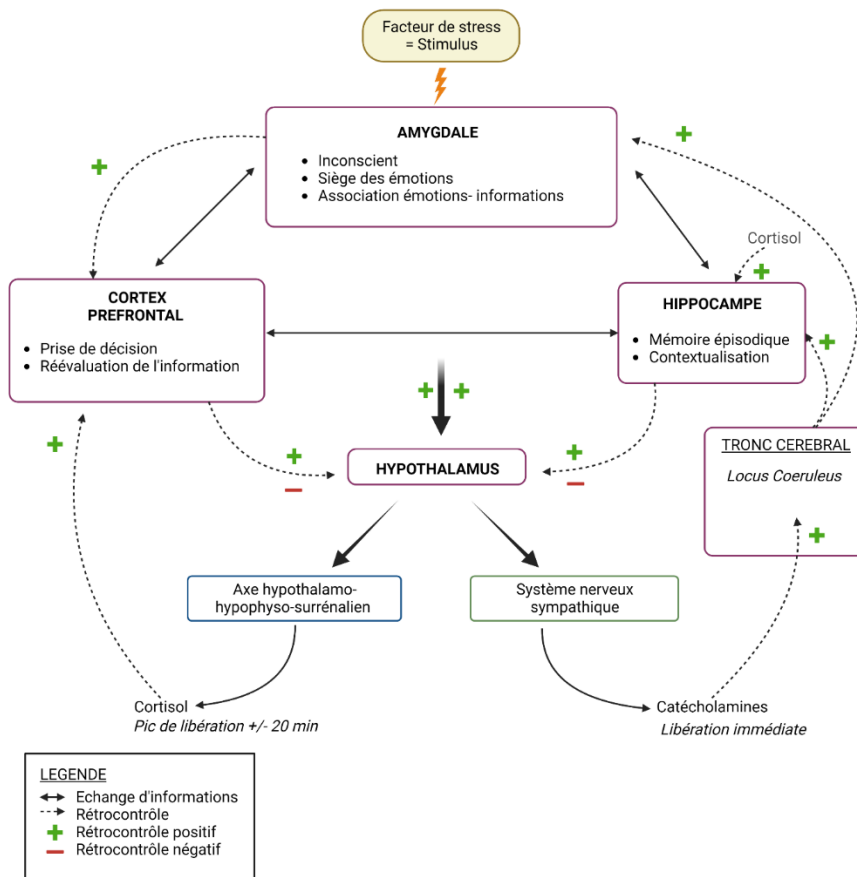 Facteur de stress
= Stimulus
AMYGDALE
• Inconscient
• Siège des émotions
• Association émotions- informations
Cortisol
CORTEX
PREFRONTAL
• Prise de décision
• Réévaluation de l'information
HIPPOCAMPE
• Mémoire épisodique
• Contextualisation
TRONC CEREBRAL
Locus Coeruleus
HYPOTHALAMUS
Axe hypothalamo-
hypophyso-surrénalien
Système nerveux
sympathique
Cortisol
Pic de libération +/- 20 min
Catécholamines
Libération immédiate
LEGENDE
Echange d'informations
Rétrocontrôle
Rétrocontrôle positif
Rétrocontrôle négatif